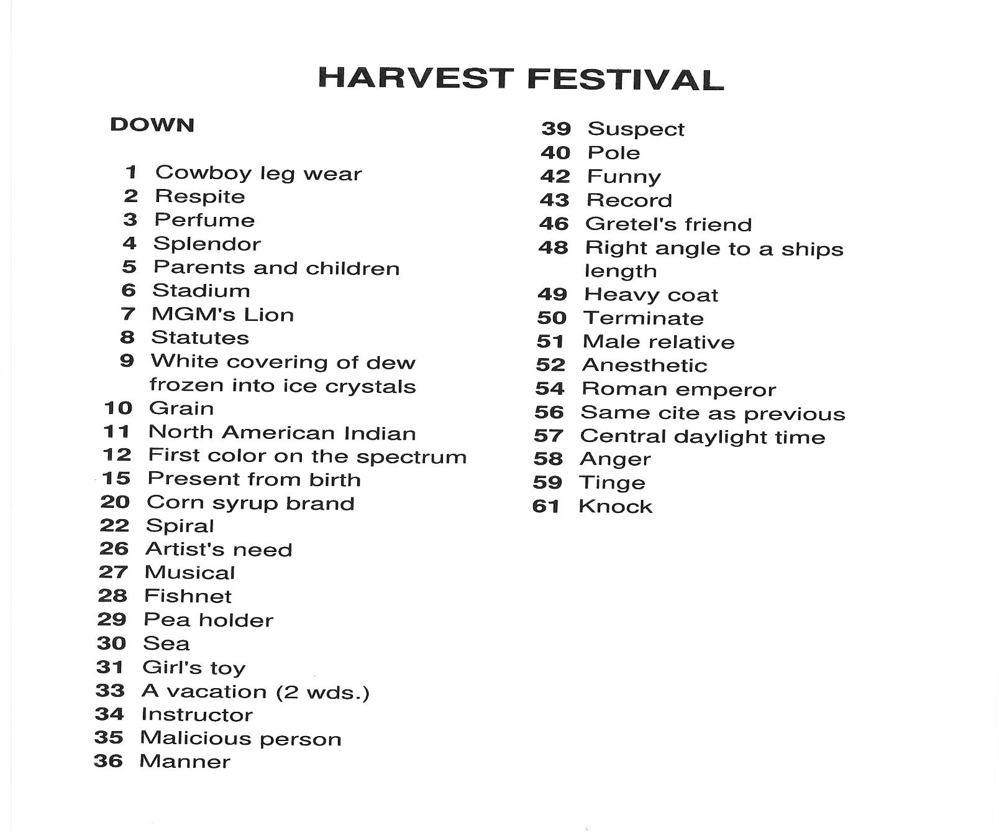 HARVEST FESTIVAL
DOWN
1 Cowboy leg wear
2 Respite
3 Perfume
4 Splendor
5 Parents and children
6 Stadium
7 MGM's Lion
8 Statutes
9 White covering of dew
frozen into ice crystals
10 Grain
11 North American Indian
12 First color on the spectrum
15 Present from birth
20 Corn syrup brand
22 Spiral
26 Artist's need
27 Musical
28 Fishnet
29 Pea holder
30 Sea
31 Girl's toy
33 A vacation (2 wds.)
34 Instructor
35 Malicious person
36 Manner
39 Suspect
40 Pole
42 Funny
43 Record
46 Gretel's friend
48 Right angle to a ships
length
49 Heavy coat
50 Terminate
51 Male relative
52 Anesthetic
54 Roman emperor
56 Same cite as previous
57 Central daylight time
58 Anger
59 Tinge
61 Knock